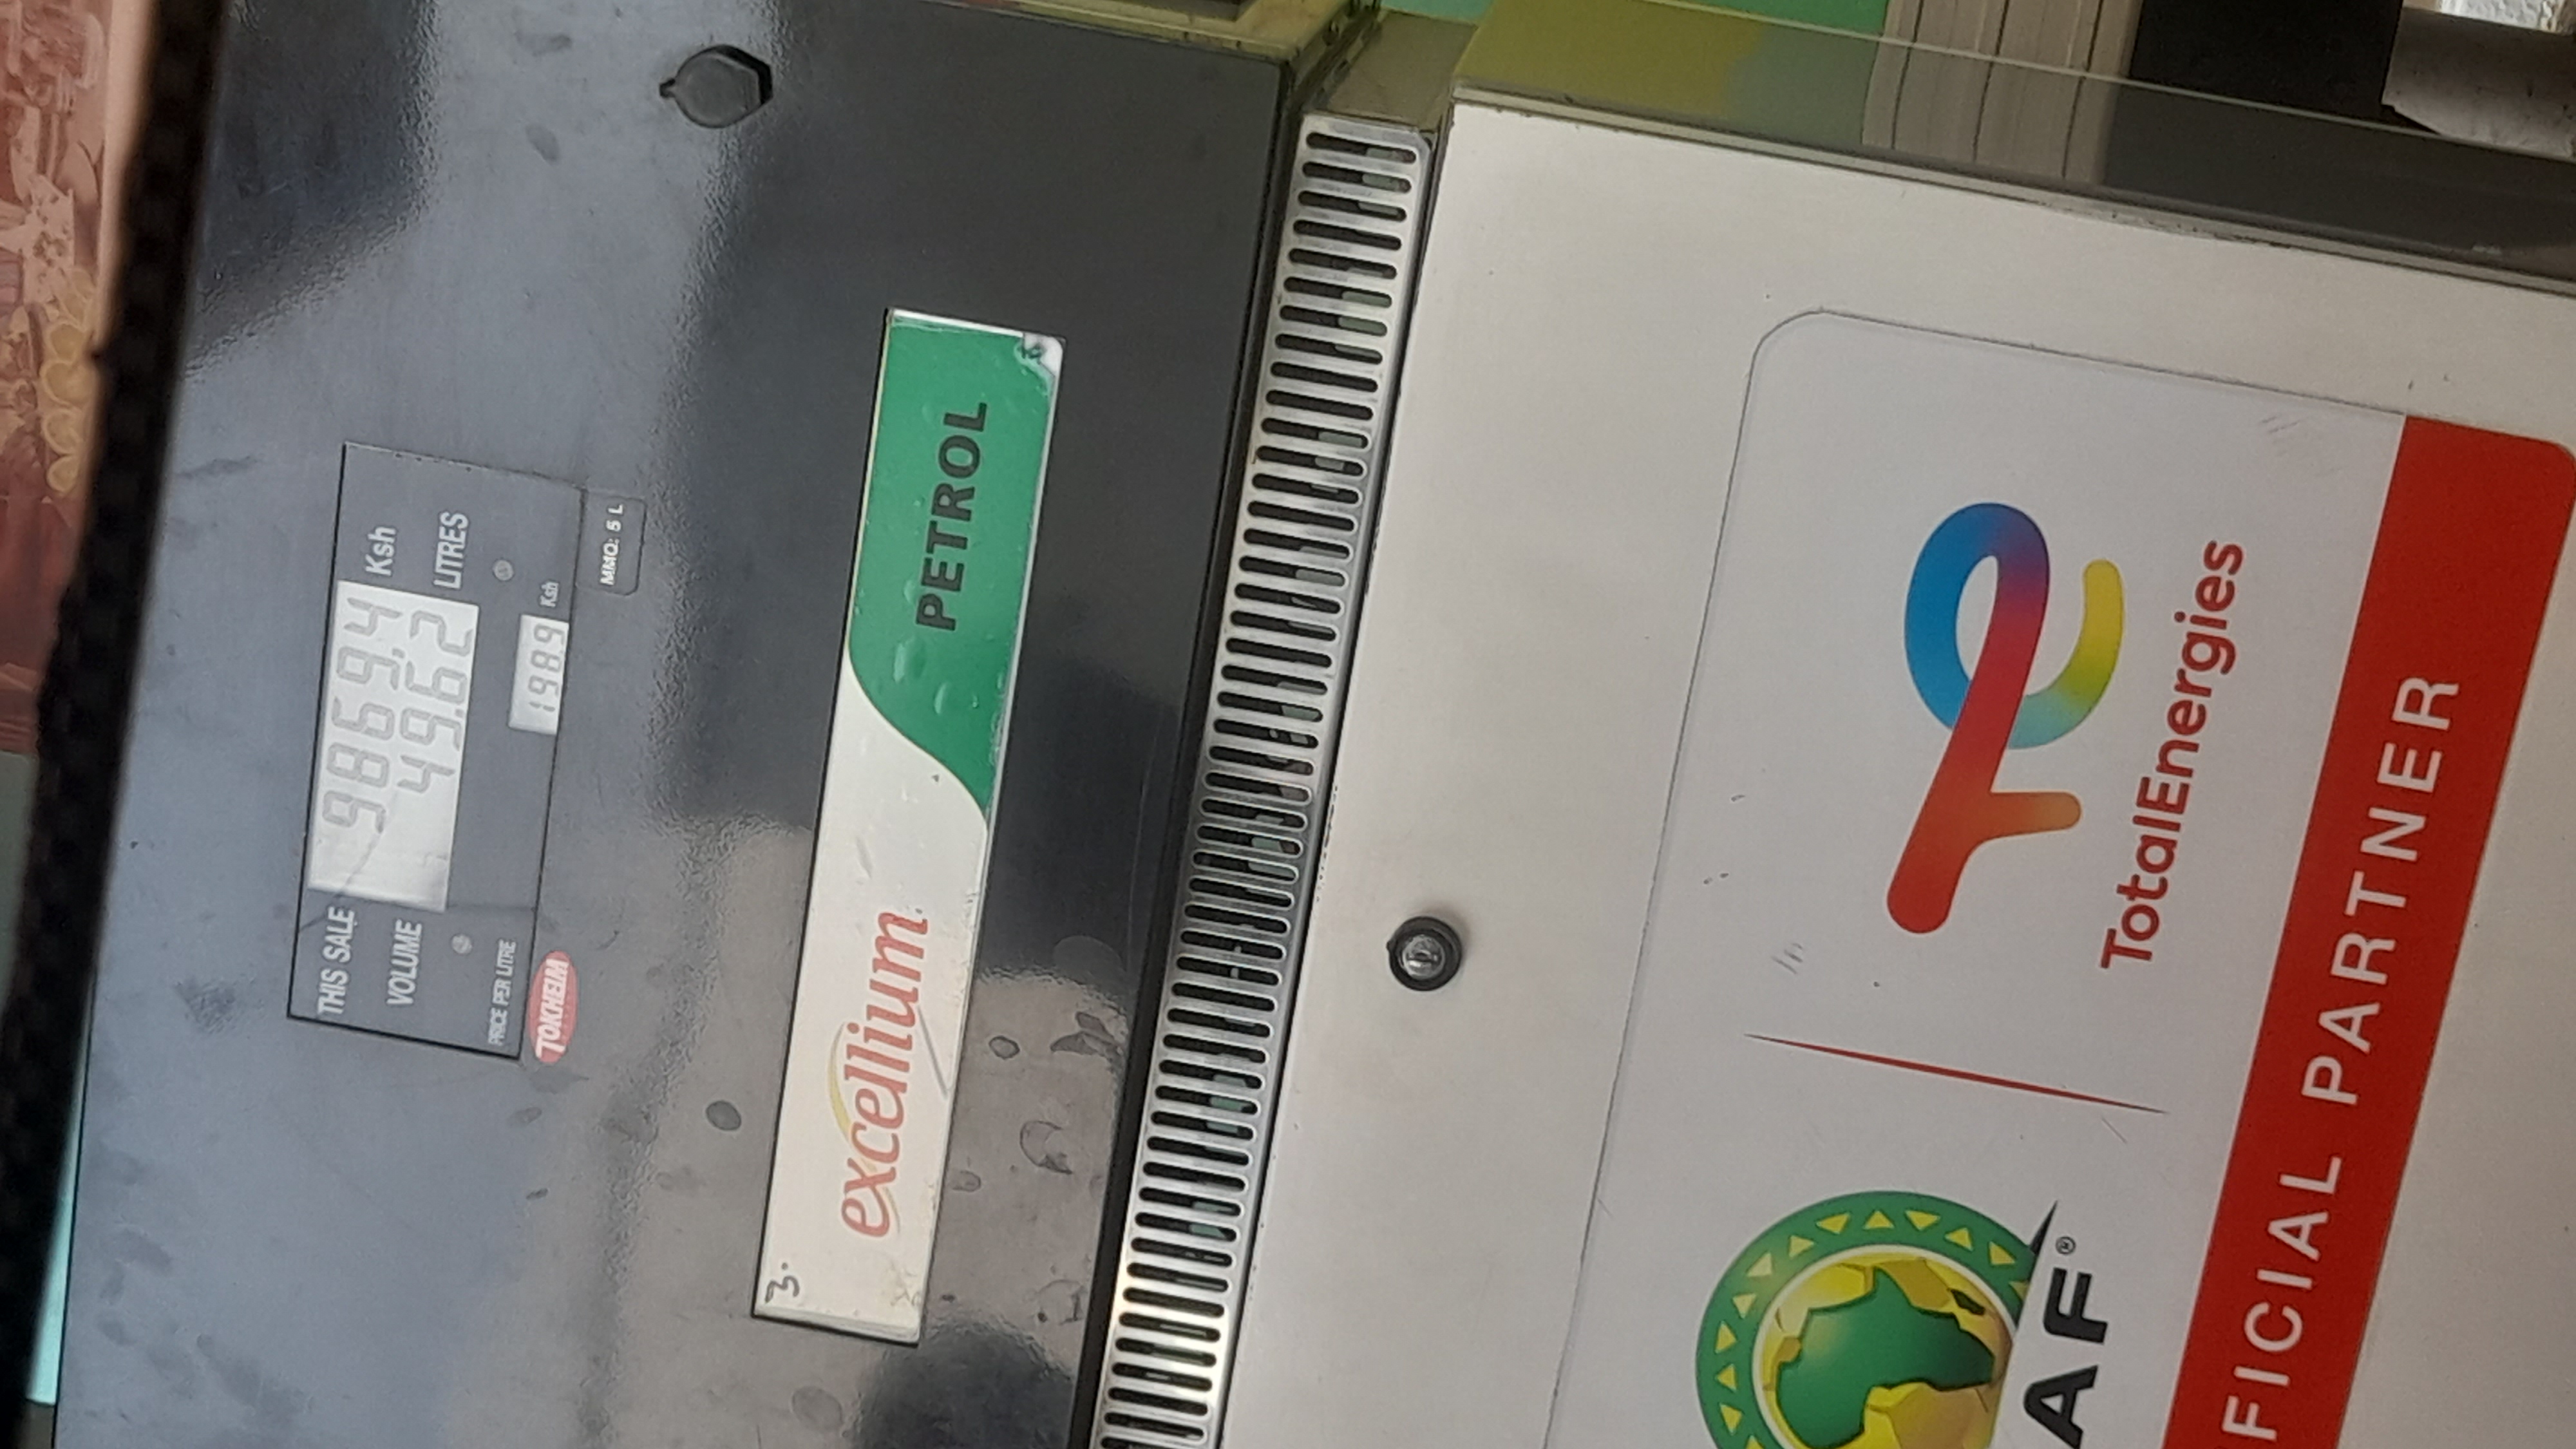 THIS SALE 9869.4 Ksh
VOLUME 49.62 LITRES
PRICE PER LITRE 198.9 Ksh
TOKHEIM
MMQ: 5 L
3.
excellium PETROL
TotalEnergies
AF®
FICIAL PARTNER